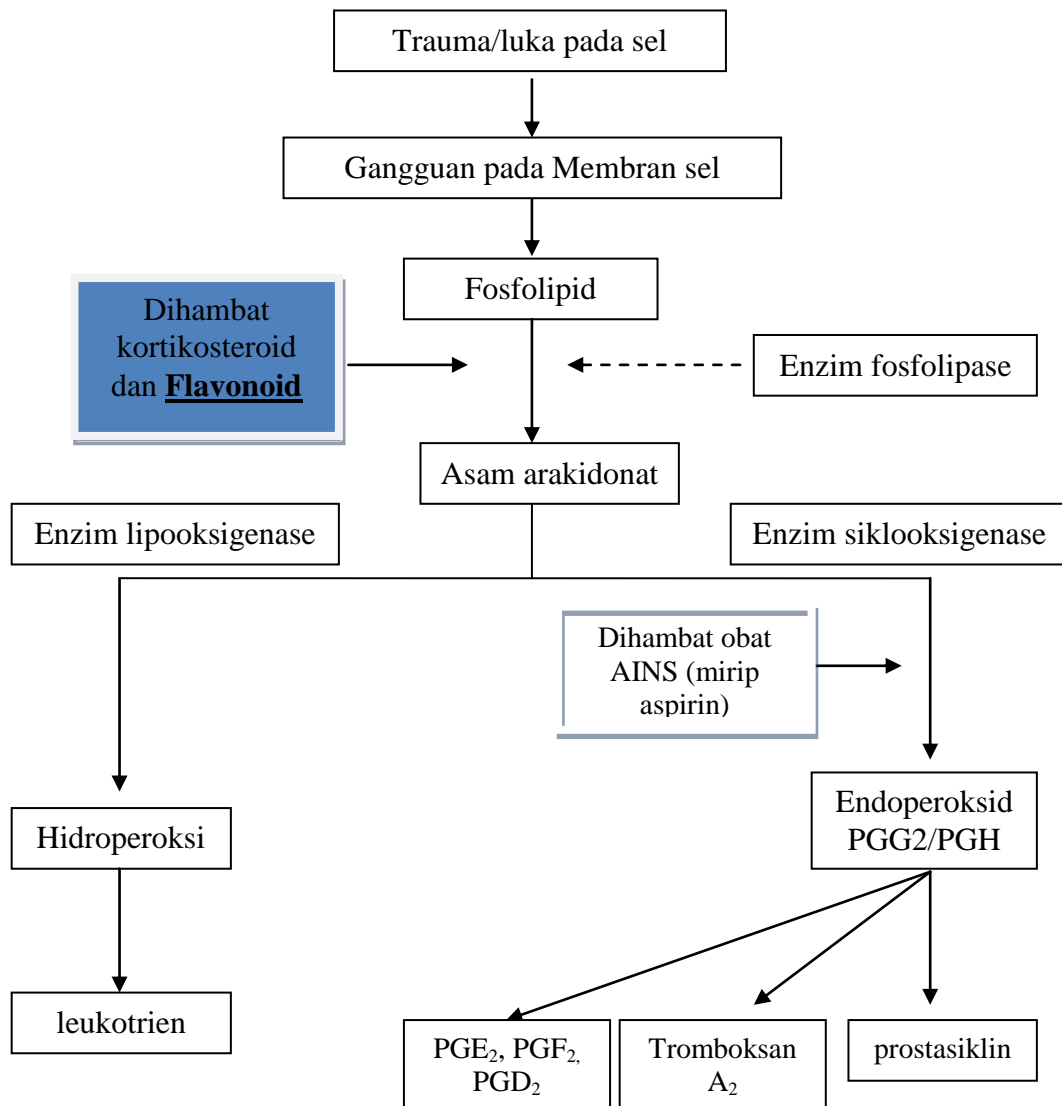 Trauma/luka pada sel
Gangguan pada Membran sel
Fosfolipid
Dihambat
kortikosteroid
dan Flavonoid
Enzim fosfolipase
Asam arakidonat
Enzim lipooksigenase
Enzim siklooksigenase
Dihambat obat
AINS (mirip
aspirin)
Hidroperoksi
Endoperoksid
PGG2/PGH
leukotrien
PGE₂, PGF₂,
PGD₂
Tromboksan
A₂
prostasiklin